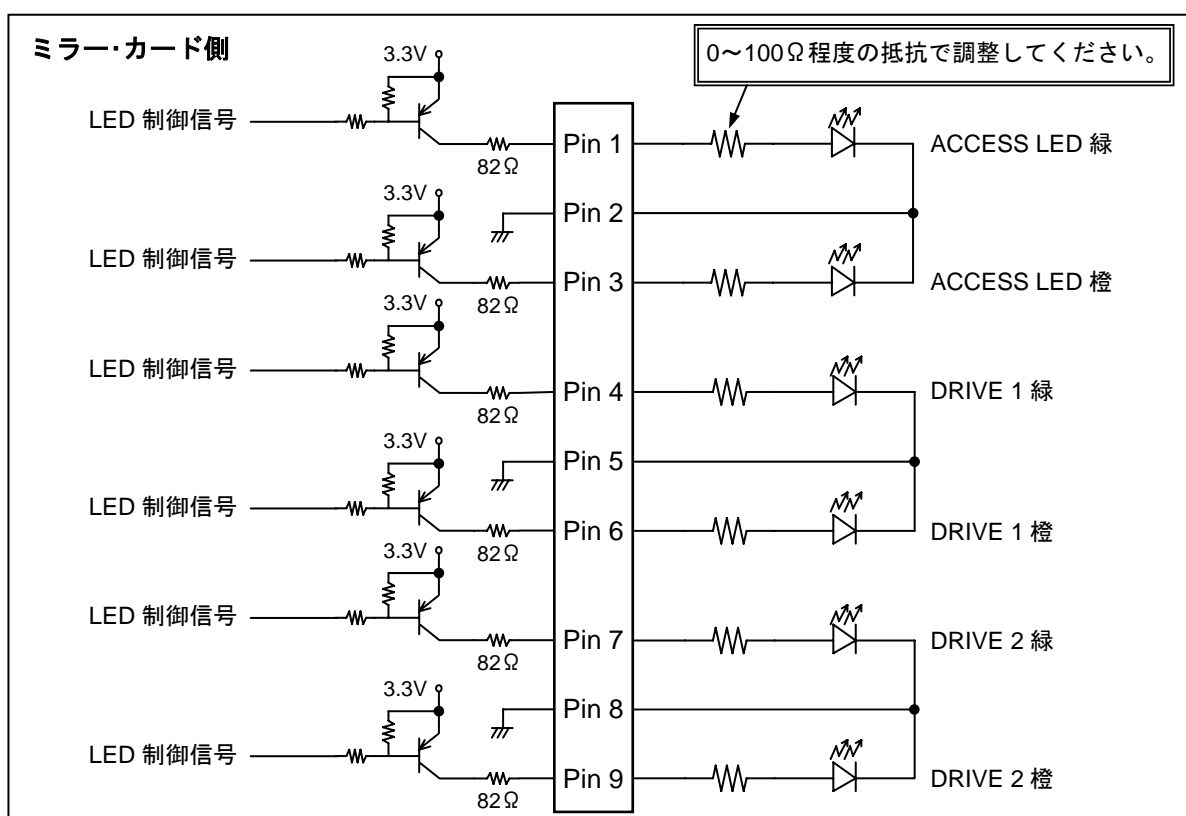 ミラー･カード側
0～100Ω程度の抵抗で調整してください。
3.3V
LED 制御信号
82Ω
Pin 1
ACCESS LED 緑
3.3V
Pin 2
LED 制御信号
82Ω
Pin 3
ACCESS LED 橙
3.3V
LED 制御信号
82Ω
Pin 4
DRIVE 1 緑
3.3V
Pin 5
LED 制御信号
82Ω
Pin 6
DRIVE 1 橙
3.3V
LED 制御信号
82Ω
Pin 7
DRIVE 2 緑
3.3V
Pin 8
LED 制御信号
82Ω
Pin 9
DRIVE 2 橙